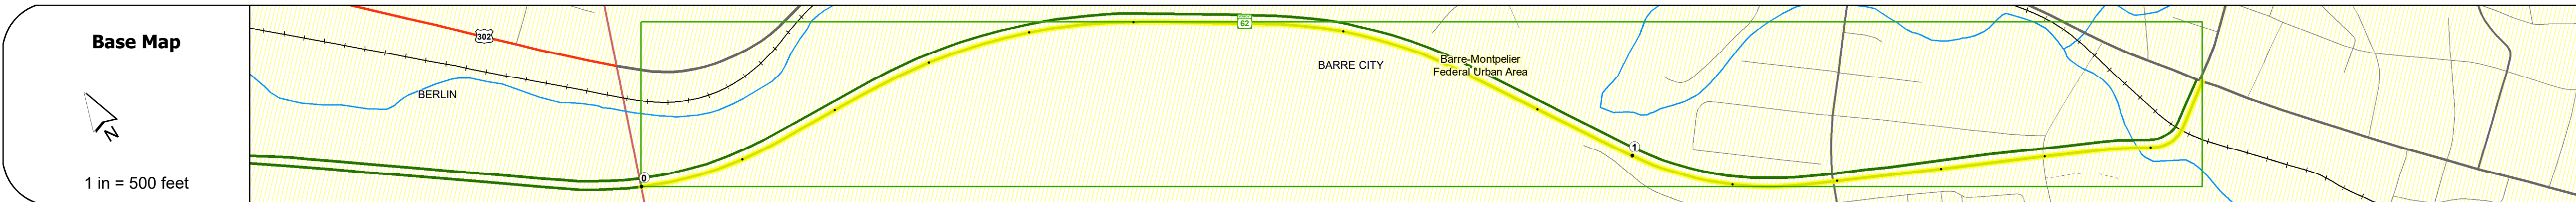 Base Map
N
1 in = 500 feet
302
BERLIN
0
62
BARRE CITY
Barre-Montpelier
Federal Urban Area
1